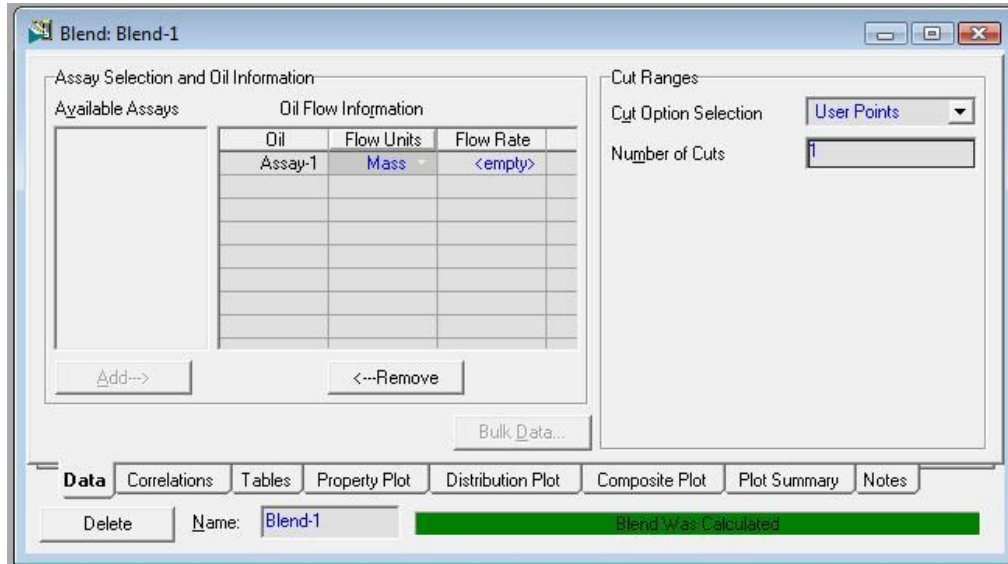 Blend: Blend-1
Assay Selection and Oil Information
Available Assays
Oil Flow Information
Oil Flow Units Flow Rate
Assay-1 Mass <empty>
Add--->
<---Remove
Bulk Data...
Cut Ranges
Cut Option Selection User Points
Number of Cuts 1
Data Correlations Tables Property Plot Distribution Plot Composite Plot Plot Summary Notes
Delete Name: Blend-1 Blend Was Calculated